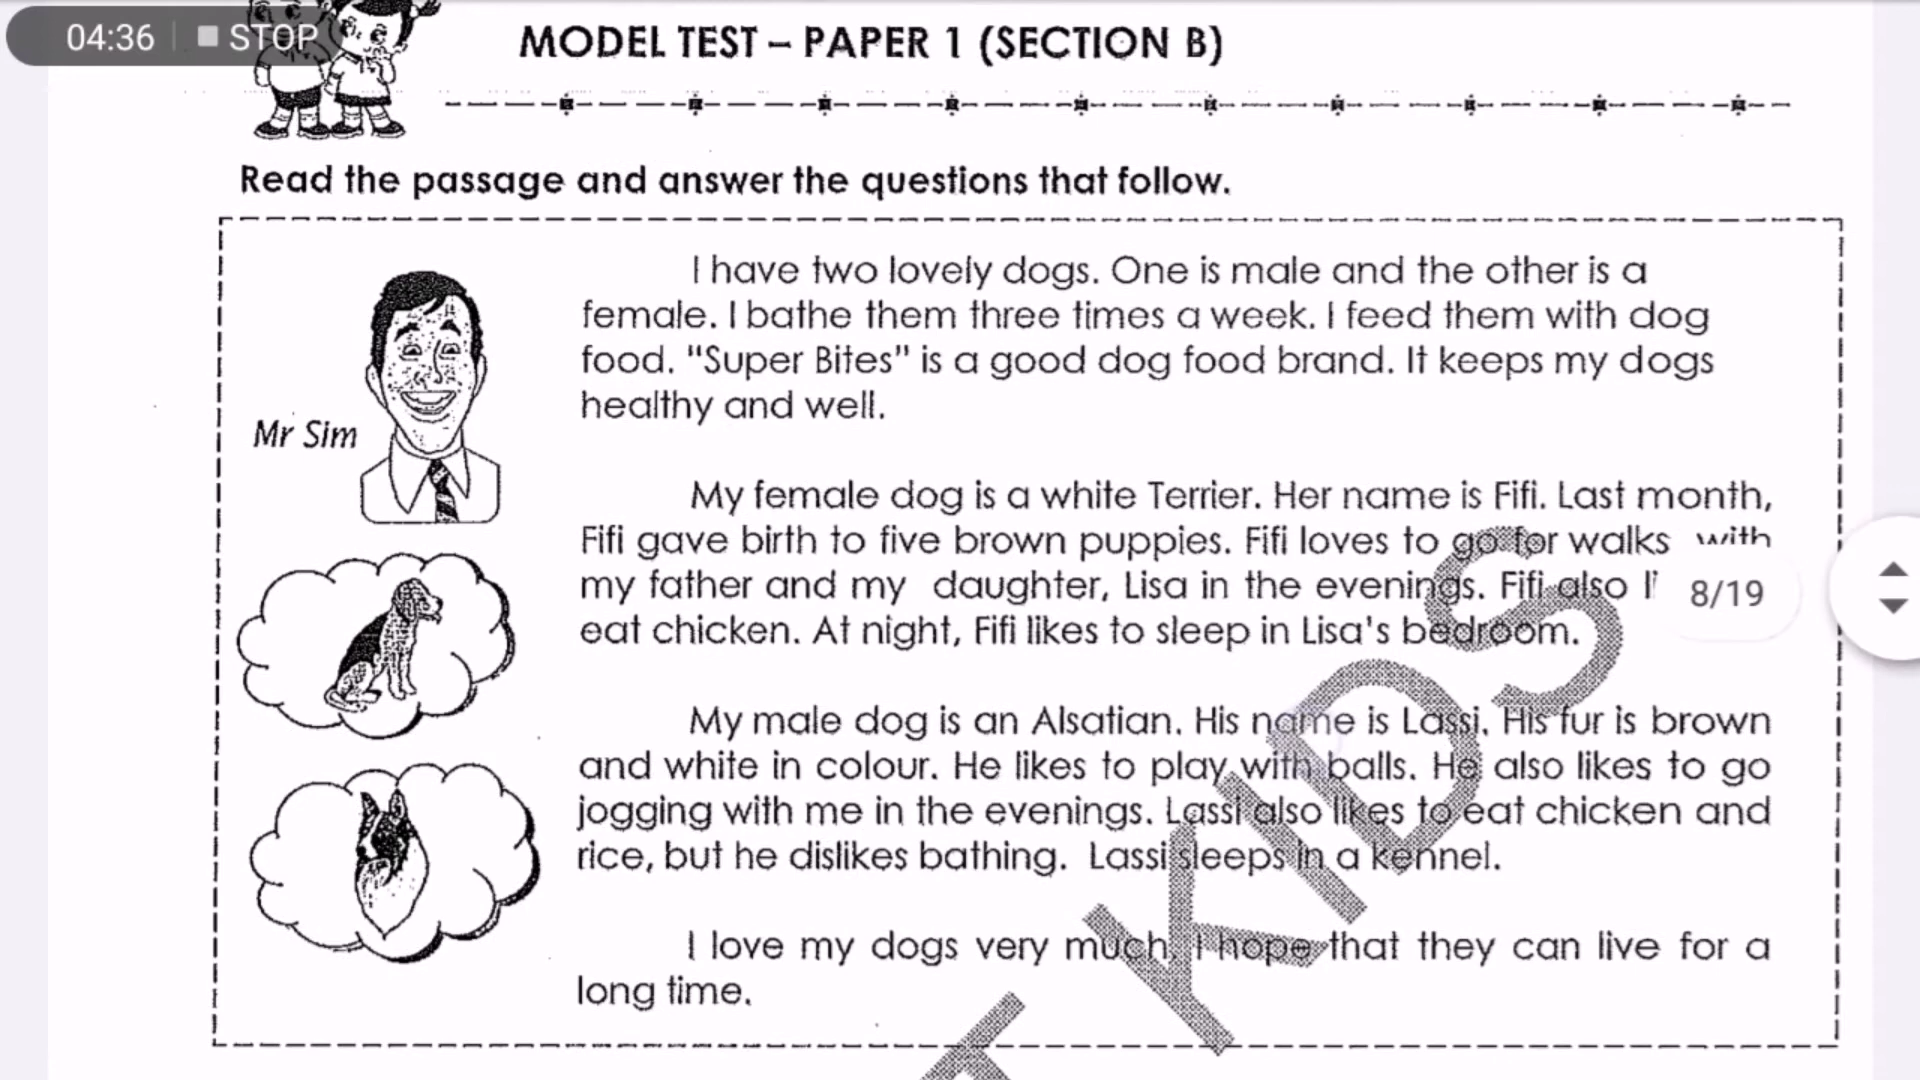 04:36 STOP
MODEL TEST – PAPER 1 (SECTION B)
Read the passage and answer the questions that follow.
I have two lovely dogs. One is male and the other is a
female. I bathe them three times a week. I feed them with dog
food. "Super Bites" is a good dog food brand. It keeps my dogs
healthy and well.
Mr Sim
My female dog is a white Terrier. Her name is Fifi. Last month,
Fifi gave birth to five brown puppies. Fifi loves to go for walks with
my father and my daughter, Lisa in the evenings. Fifi also
8/19
eat chicken. At night, Fifi likes to sleep in Lisa's bedroom.
My male dog is an Alsatian. His name is Lassi. His fur is brown
and white in colour. He likes to play with balls. He also likes to go
jogging with me in the evenings. Lassi also likes to eat chicken and
rice, but he dislikes bathing. Lassi sleeps in a kennel.
I love my dogs very much. I hope that they can live for a
long time.
KIDS